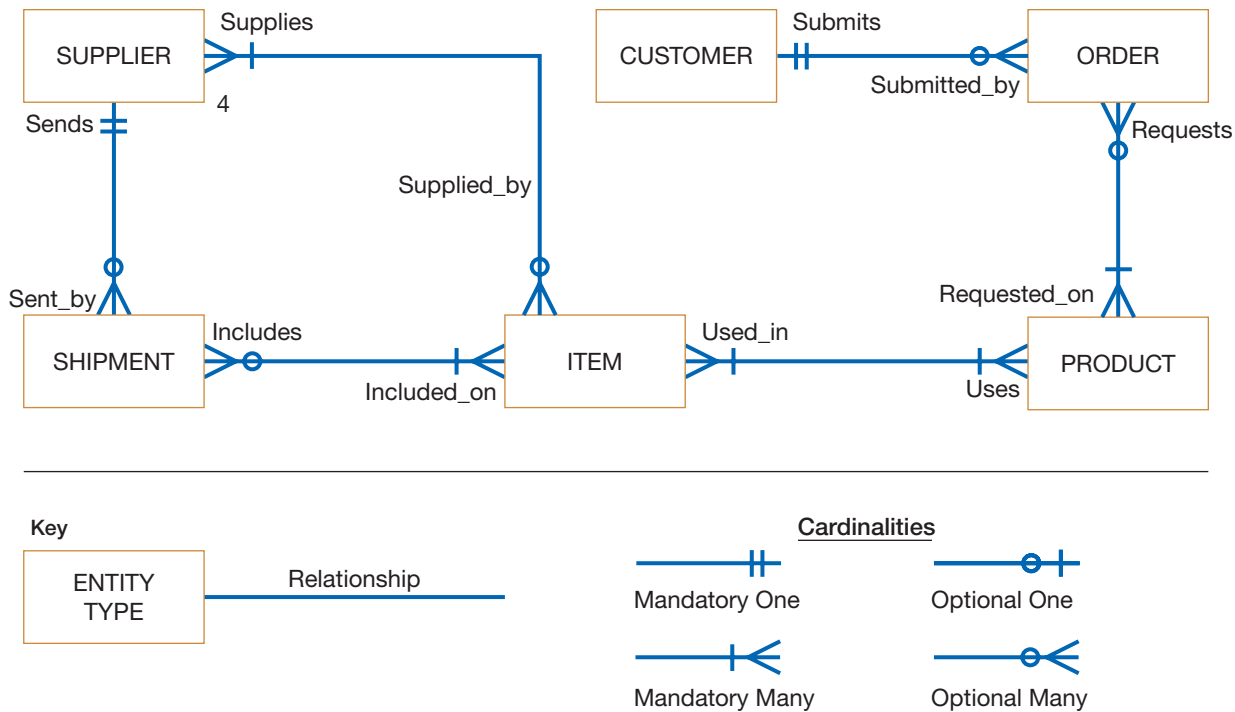 Supplies
Submits
SUPPLIER
CUSTOMER
ORDER
Submitted_by
4
Sends
Requests
Supplied_by
Sent_by
Requested_on
Includes
Used_in
SHIPMENT
ITEM
PRODUCT
Included_on
Uses
Key
Cardinalities
ENTITY
TYPE
Relationship
Mandatory One
Optional One
Mandatory Many
Optional Many